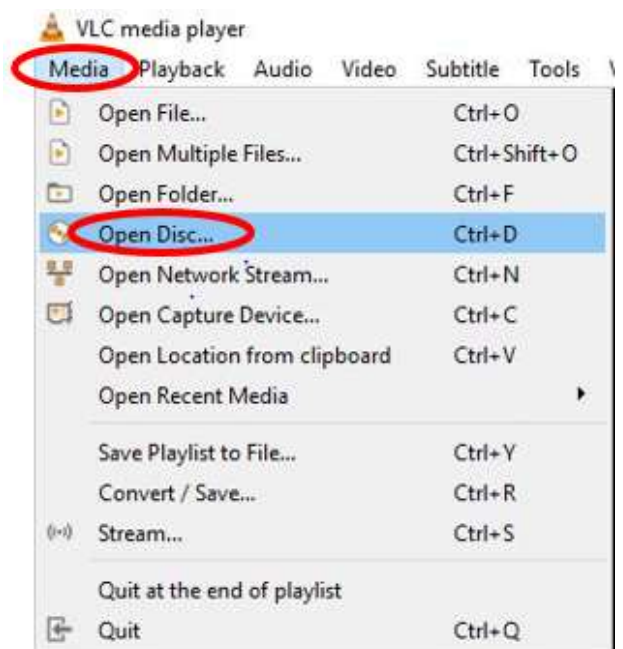 VLC media player
Media Playback Audio Video Subtitle Tools
Open File... Ctrl+O
Open Multiple Files... Ctrl+Shift+O
Open Folder... Ctrl+F
Open Disc... Ctrl+D
Open Network Stream... Ctrl+N
Open Capture Device... Ctrl+C
Open Location from clipboard Ctrl+V
Open Recent Media
Save Playlist to File... Ctrl+Y
Convert / Save... Ctrl+R
Stream... Ctrl+S
Quit at the end of playlist
Quit Ctrl+Q